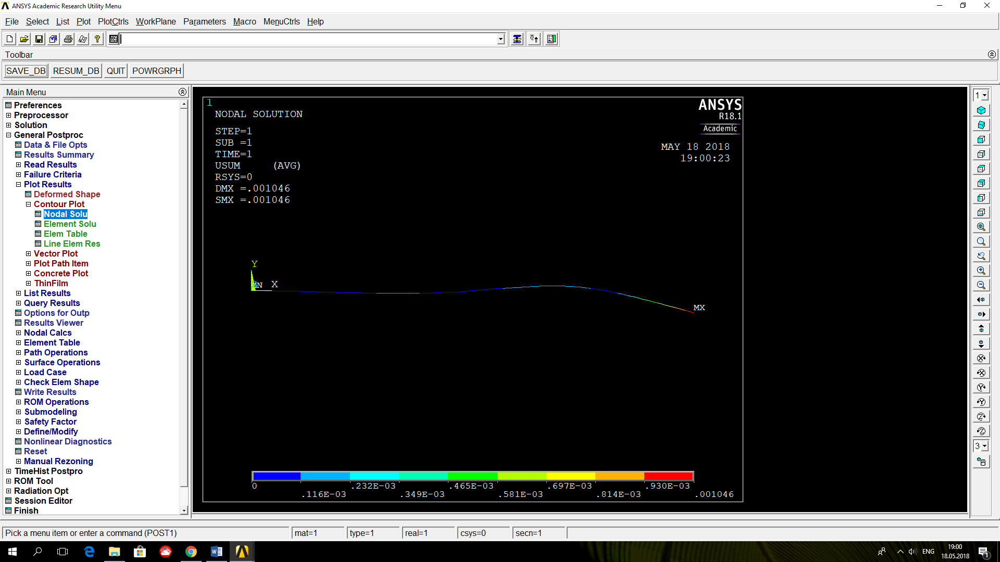 ANSYS Academic Research Utility Menu
File Select List Plot PlotCtrls WorkPlane Parameters Macro MenuCtrls Help
Toolbar
SAVE_DB RESUM_DB QUIT POWRGRPH
Main Menu
Preferences
Preprocessor
Solution
General Postproc
Data & File Opts
Results Summary
Read Results
Failure Criteria
Plot Results
Deformed Shape
Contour Plot
Nodal Solu
Element Solu
Elem Table
Line Elem Res
Vector Plot
Plot Path Item
Concrete Plot
ThinFilm
List Results
Query Results
Options for Outp
Results Viewer
Nodal Calcs
Element Table
Path Operations
Surface Operations
Load Case
Check Elem Shape
Write Results
ROM Operations
Submodeling
Safety Factor
Define/Modify
Nonlinear Diagnostics
Reset
Manual Rezoning
TimeHist Postpro
ROM Tool
Radiation Opt
Session Editor
Finish
1
NODAL SOLUTION
STEP=1
SUB =1
TIME=1
USUM (AVG)
RSYS=0
DMX =.001046
SMX =.001046
ANSYS
R18.1
Academic
MAY 18 2018
19:00:23
Y
X
MX
0 .232E-03 .465E-03 .697E-03 .930E-03
.116E-03 .349E-03 .581E-03 .814E-03 .001046
1
3
Pick a menu item or enter a command (POST1) mat=1 type=1 real=1 csys=0 secn=1
ENG
19:00
18.05.2018
1